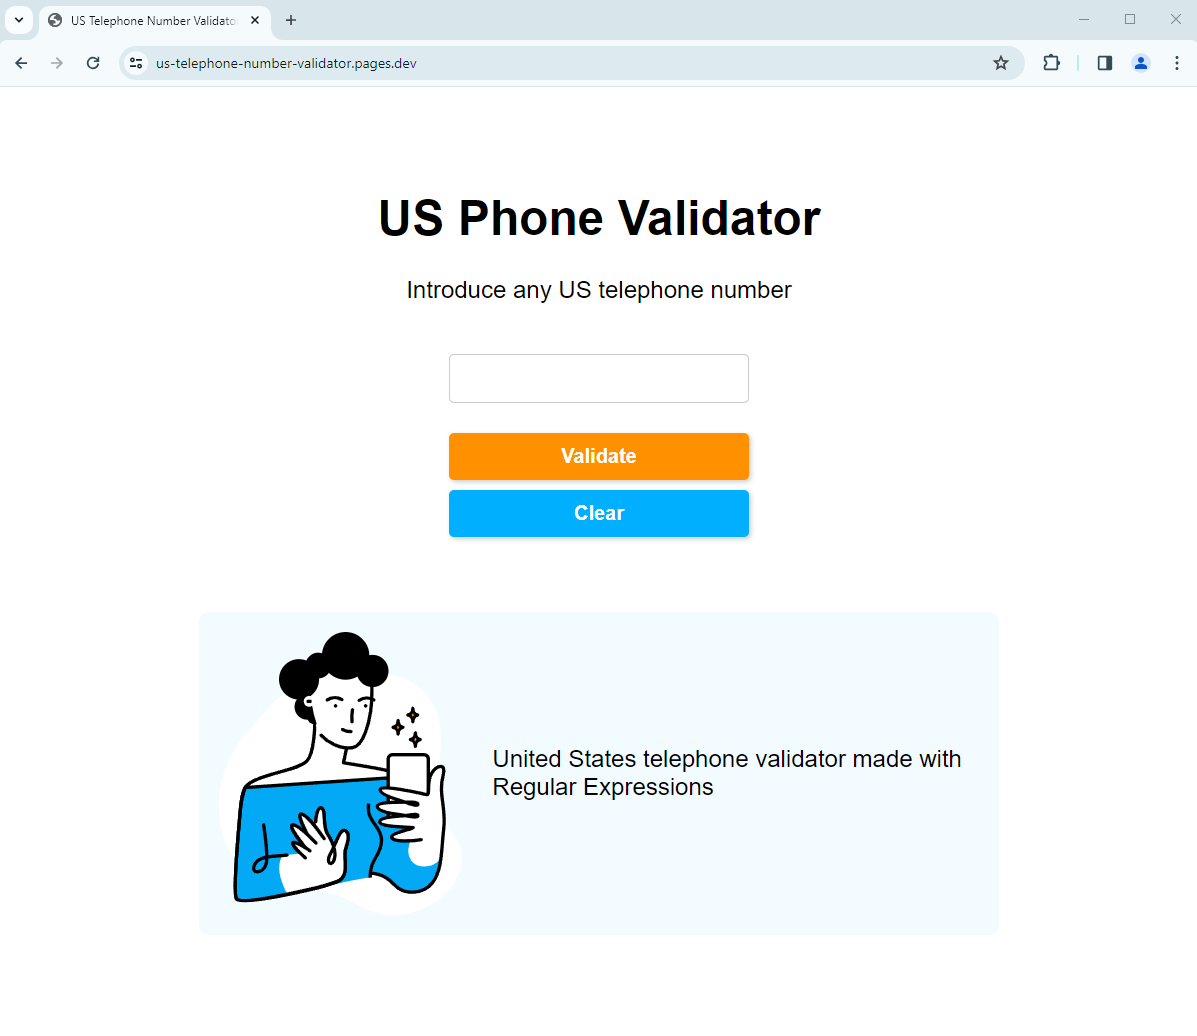 US Telephone Number Validato
us-telephone-number-validator.pages.dev
US Phone Validator
Introduce any US telephone number
Validate
Clear
United States telephone validator made with
Regular Expressions